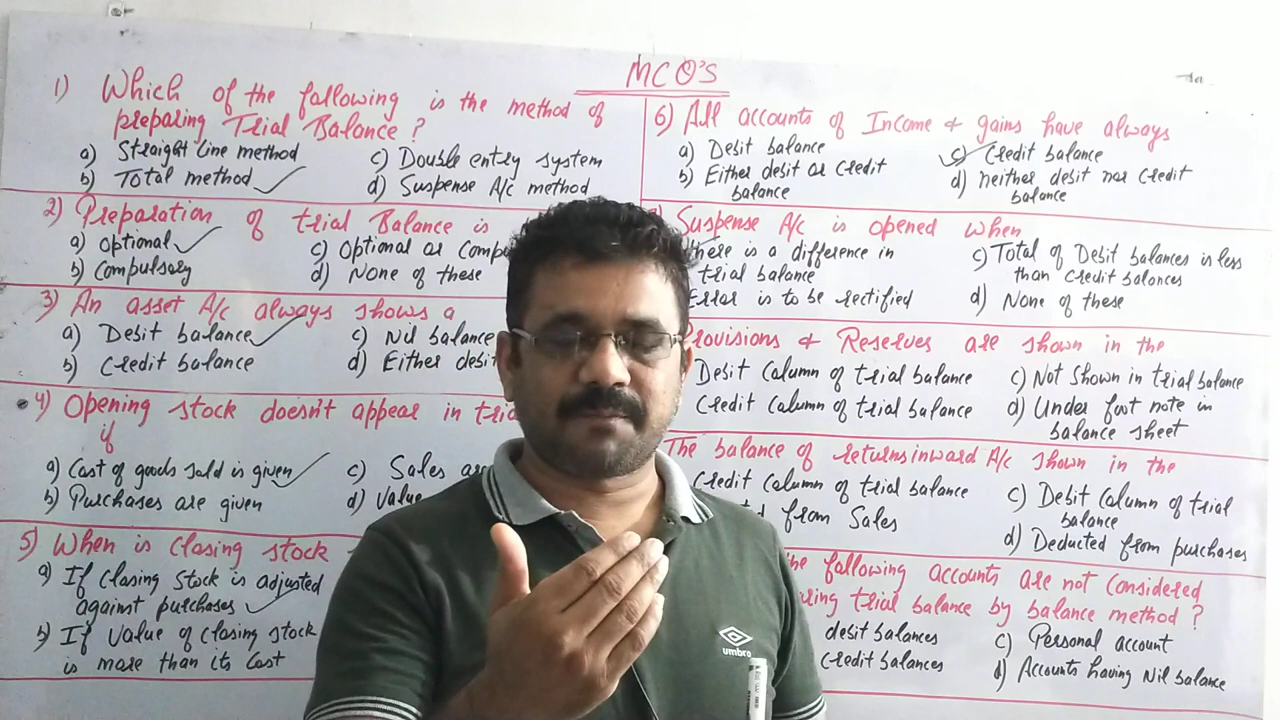 MCQ'S
1) Which of the following is the method of
preparing Trial Balance?
a) Straight Line method
b) Total method ✓
c) Double entry system
d) Suspense A/c method
2) Preparation of trial Balance is
a) Optional ✓
b) Compulsory
c) Optional or
d) None of these
3) An asset A/c always shows a
a) Debit balance ✓
b) Credit balance
c) Nil balance
d) Either debit
4) Opening stock doesn't appear in
if
a) Cost of goods sold is given ✓
b) Purchases are given
c) Sales
d) Value
5) When is closing stock
a) If closing stock is adjusted
against purchases ✓
b) If value of closing stock
is more than its cost
6) All accounts of Income & gains have always
a) Debit balance
b) Either debit or credit
balance
✓ c) Credit balance
d) neither debit nor credit
balance
Suspense A/c is opened when
there is a difference in
trial balance
Error is to be rectified
c) Total of Debit balances is less
than credit balances
d) None of these
Provisions & Reserves are shown in the
Debit Column of trial balance
Credit Column of trial balance
c) Not shown in trial balance
d) Under foot note in
balance sheet
The balance of returns inward A/c shown in the
Credit column of trial balance
from Sales
c) Debit column of trial
balance
d) Deducted from purchases
the following accounts are not considered
trial balance by balance method?
debit balances
credit balances
c) Personal account
d) Accounts having Nil balance
umbro